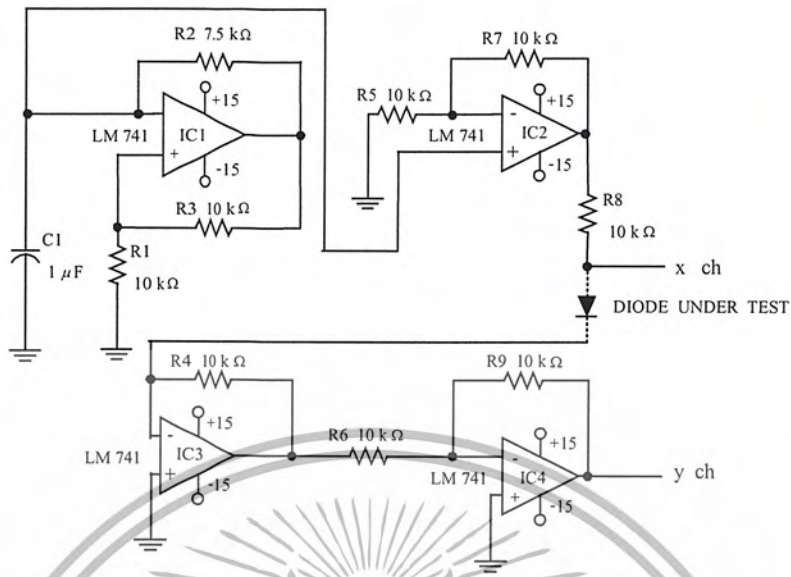 R2 7.5 kΩ
+15
-
LM 741
IC1
+
-15
R3 10 kΩ
C1
1 μF
R1
10 kΩ
R7 10 kΩ
R5 10 kΩ
+15
-
LM 741
IC2
+
-15
R8
10 kΩ
x ch
DIODE UNDER TEST
R4 10 kΩ
+15
-
IC3
LM 741
+
-15
R6 10 kΩ
R9 10 kΩ
+15
-
LM 741
IC4
+
-15
y ch